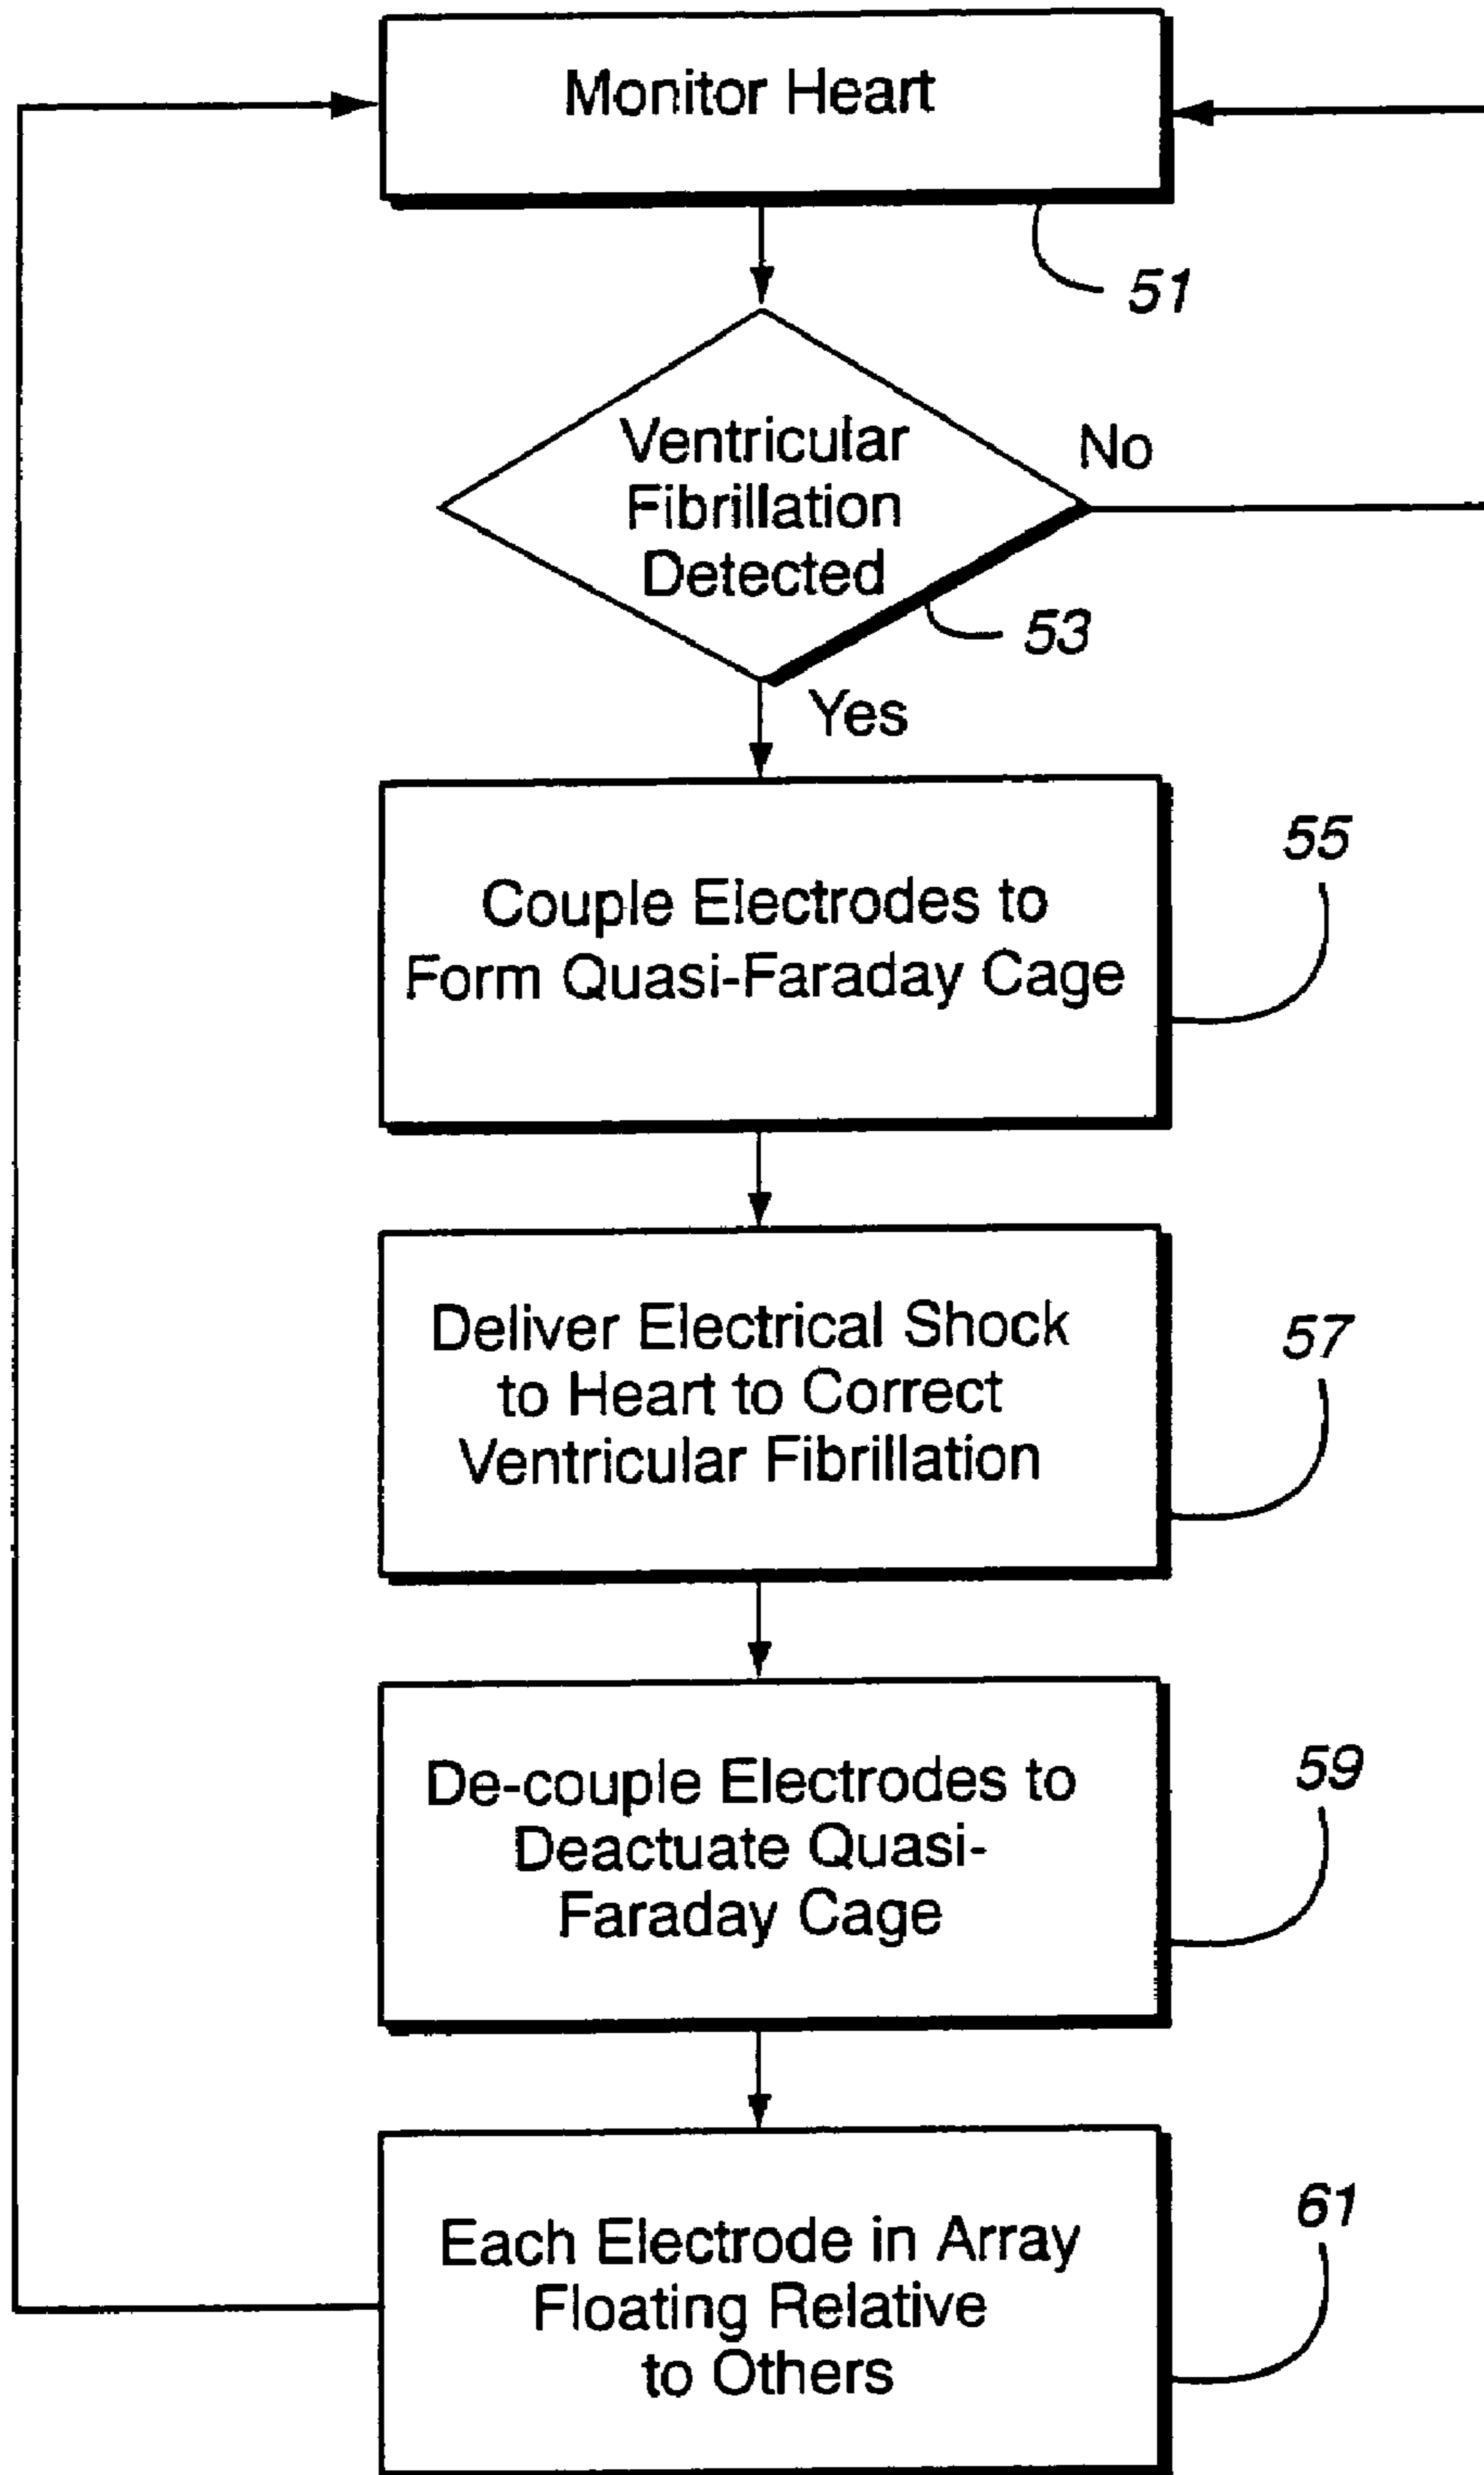 Monitor Heart
51
Ventricular
Fibrillation
Detected
No
53
Yes
55
Couple Electrodes to
Form Quasi-Faraday Cage
Deliver Electrical Shock
to Heart to Correct
Ventricular Fibrillation
57
De-couple Electrodes to
Deactuate Quasi-
Faraday Cage
59
Each Electrode in Array
Floating Relative
to Others
61